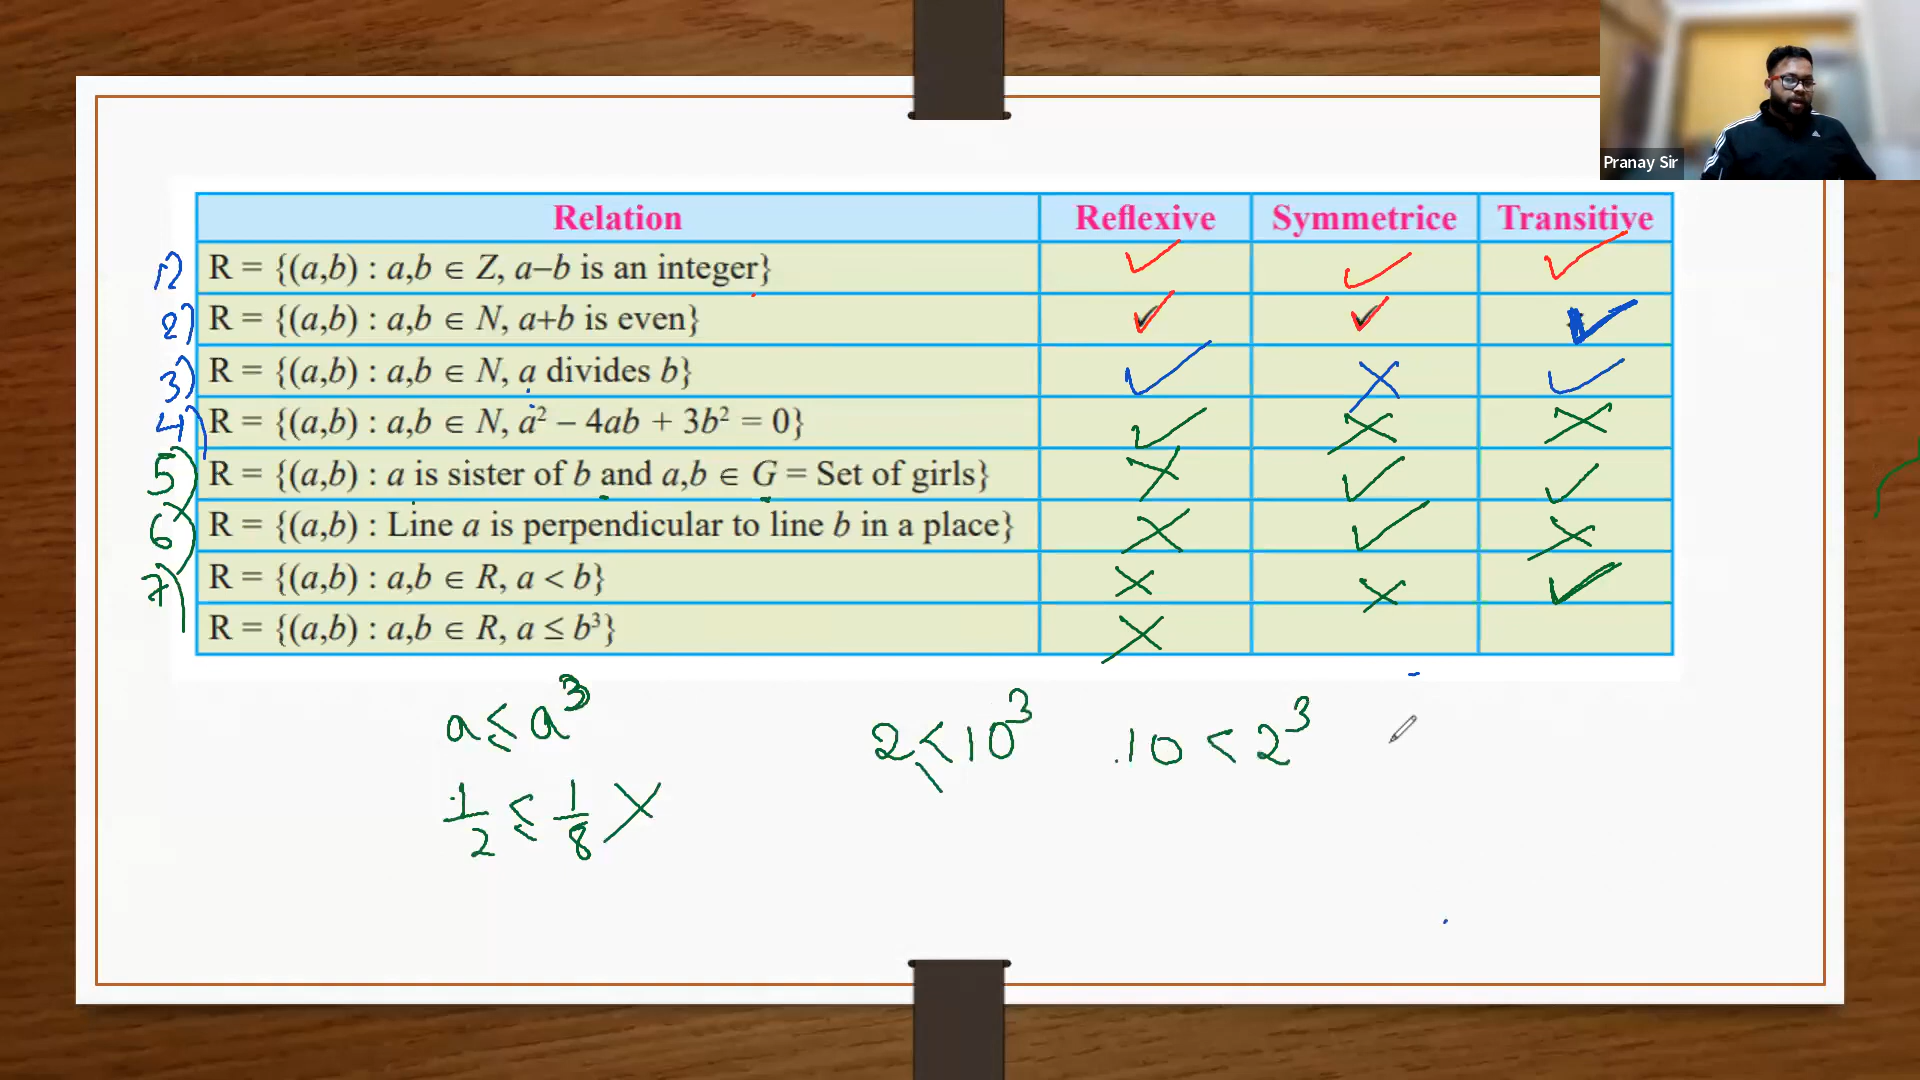 Pranay Sir
Relation Reflexive Symmetrice Transitive
1) R = {(a,b) : a,b ∈ Z, a–b is an integer} ✓ ✓ ✓
2) R = {(a,b) : a,b ∈ N, a+b is even} ✓ ✓ ✓
3) R = {(a,b) : a,b ∈ N, a divides b} ✓ × ✓
4) R = {(a,b) : a,b ∈ N, a² – 4ab + 3b² = 0} ✓ × ×
5) R = {(a,b) : a is sister of b and a,b ∈ G = Set of girls} × ✓ ✓
6) R = {(a,b) : Line a is perpendicular to line b in a place} × ✓ ×
7) R = {(a,b) : a,b ∈ R, a < b} × × ✓
R = {(a,b) : a,b ∈ R, a ≤ b³} ×
a ≤ a³ 2 ≤ 10³ 10 < 2³
1/2 ≤ 1/8 ×